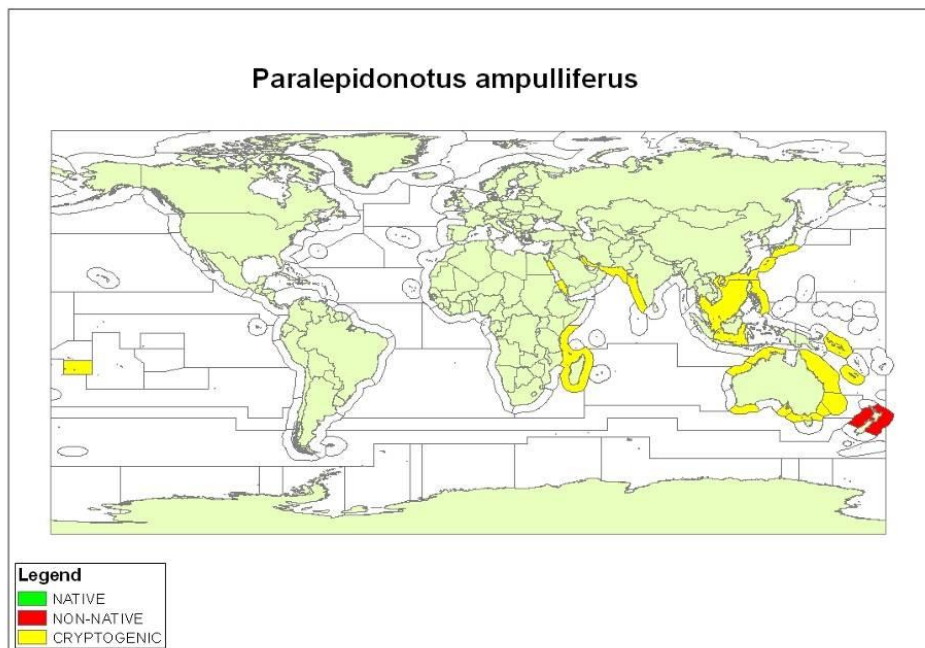 Paralepidonotus ampulliferus
Legend
NATIVE
NON-NATIVE
CRYPTOGENIC